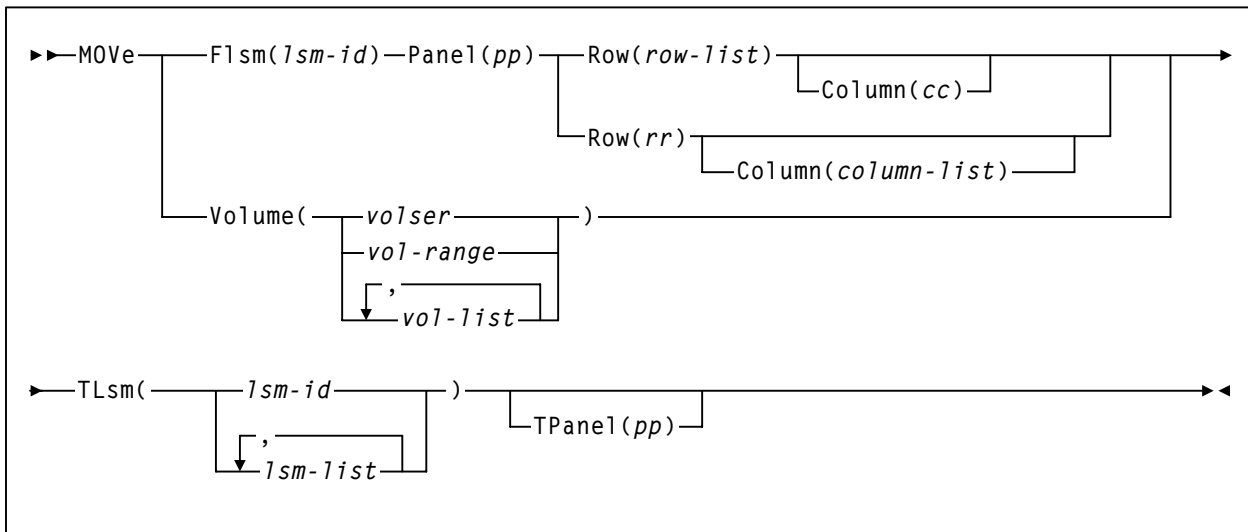 MOVe Flsm(lsm-id) Panel(pp) Row(row-list)
Column(cc)
Row(rr)
Column(column-list)
Volume( volser )
vol-range
,
vol-list
TLsm( lsm-id )
TPanel(pp)
,
lsm-list